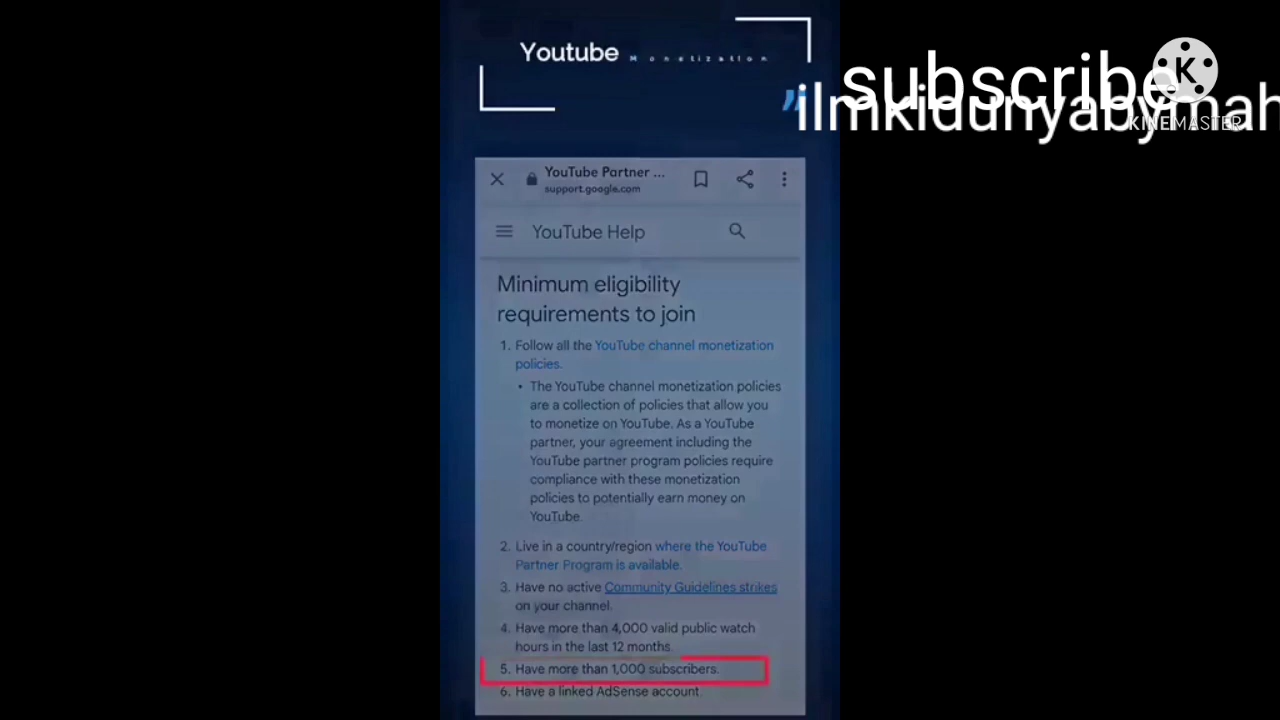 Youtube Monetization
subscribe
K
KINEMASTER
"ilmkidunyabymah
YouTube Partner ...
support.google.com
YouTube Help
Minimum eligibility
requirements to join
1. Follow all the YouTube channel monetization
policies.
• The YouTube channel monetization policies
are a collection of policies that allow you
to monetize on YouTube. As a YouTube
partner, your agreement including the
YouTube partner program policies require
compliance with these monetization
policies to potentially earn money on
YouTube.
2. Live in a country/region where the YouTube
Partner Program is available.
3. Have no active Community Guidelines strikes
on your channel.
4. Have more than 4,000 valid public watch
hours in the last 12 months.
5. Have more than 1,000 subscribers.
6. Have a linked AdSense account